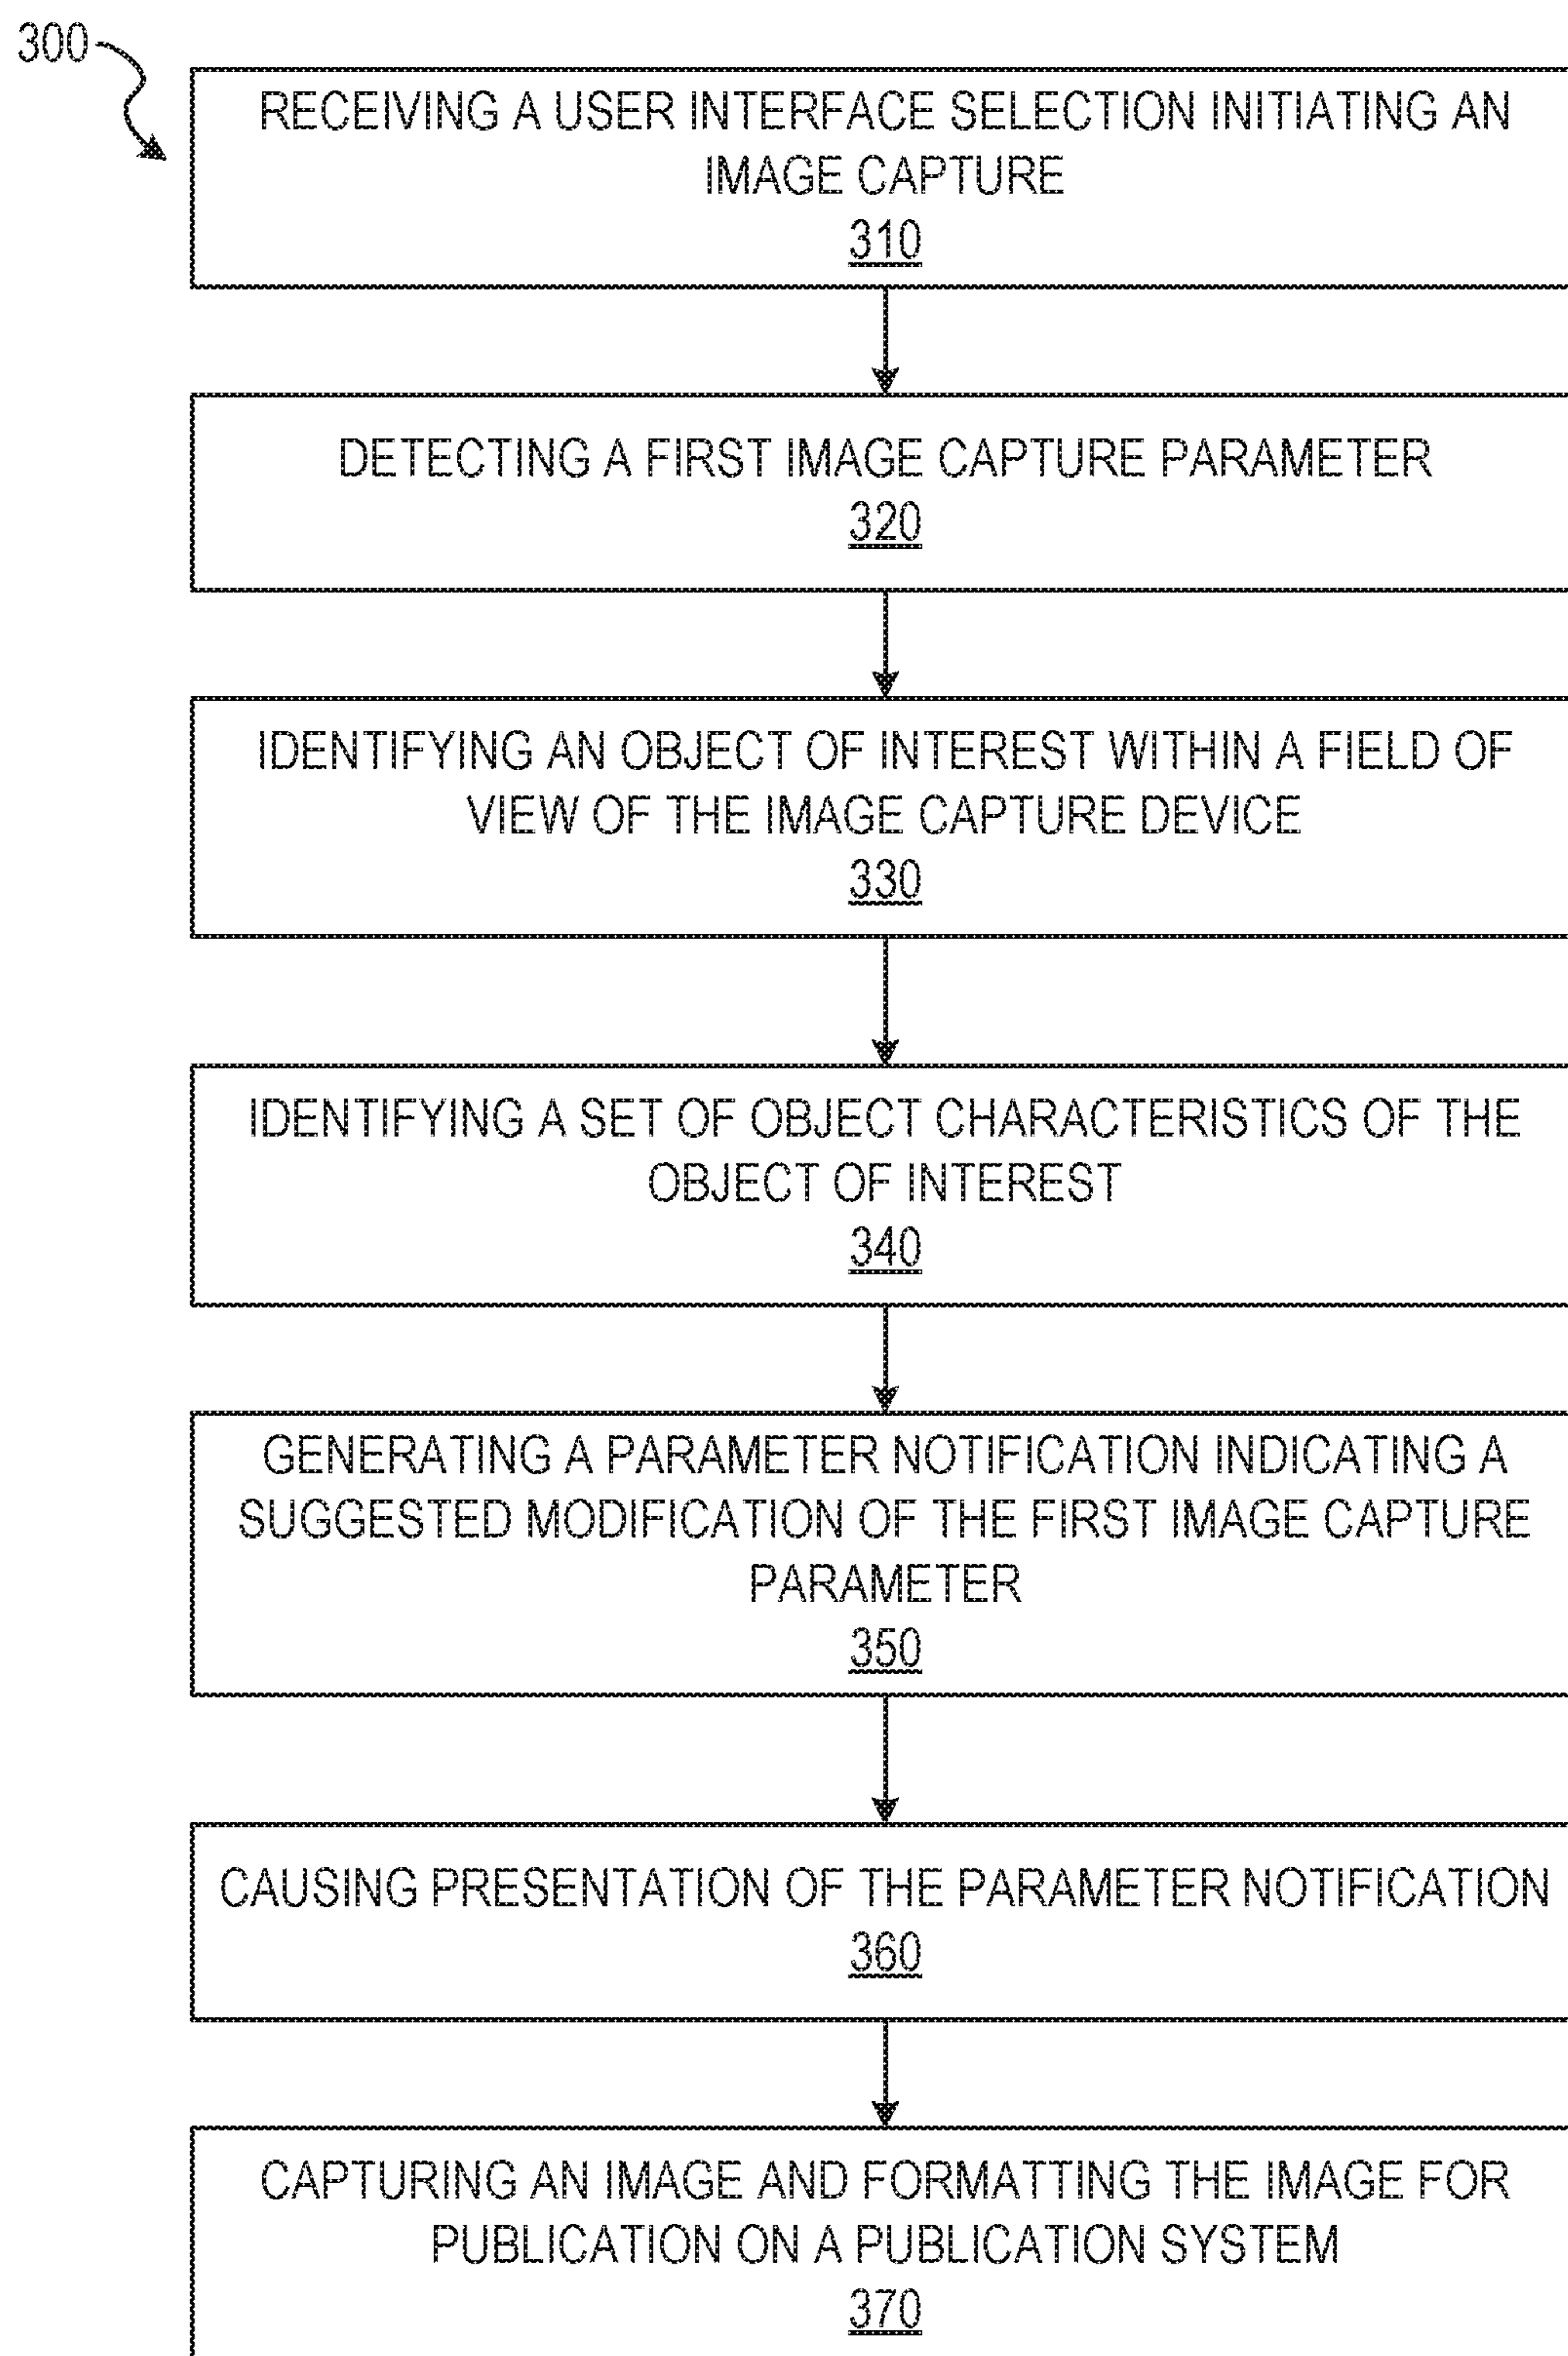 300
RECEIVING A USER INTERFACE SELECTION INITIATING AN
IMAGE CAPTURE
310
DETECTING A FIRST IMAGE CAPTURE PARAMETER
320
IDENTIFYING AN OBJECT OF INTEREST WITHIN A FIELD OF
VIEW OF THE IMAGE CAPTURE DEVICE
330
IDENTIFYING A SET OF OBJECT CHARACTERISTICS OF THE
OBJECT OF INTEREST
340
GENERATING A PARAMETER NOTIFICATION INDICATING A
SUGGESTED MODIFICATION OF THE FIRST IMAGE CAPTURE
PARAMETER
350
CAUSING PRESENTATION OF THE PARAMETER NOTIFICATION
360
CAPTURING AN IMAGE AND FORMATTING THE IMAGE FOR
PUBLICATION ON A PUBLICATION SYSTEM
370